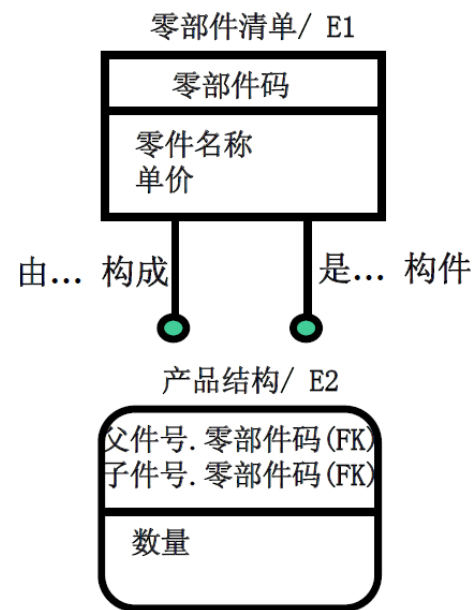 零部件清单/ E1
零部件码
零件名称
单价
由... 构成
是... 构件
产品结构/ E2
父件号.零部件码(FK)
子件号.零部件码(FK)
数量